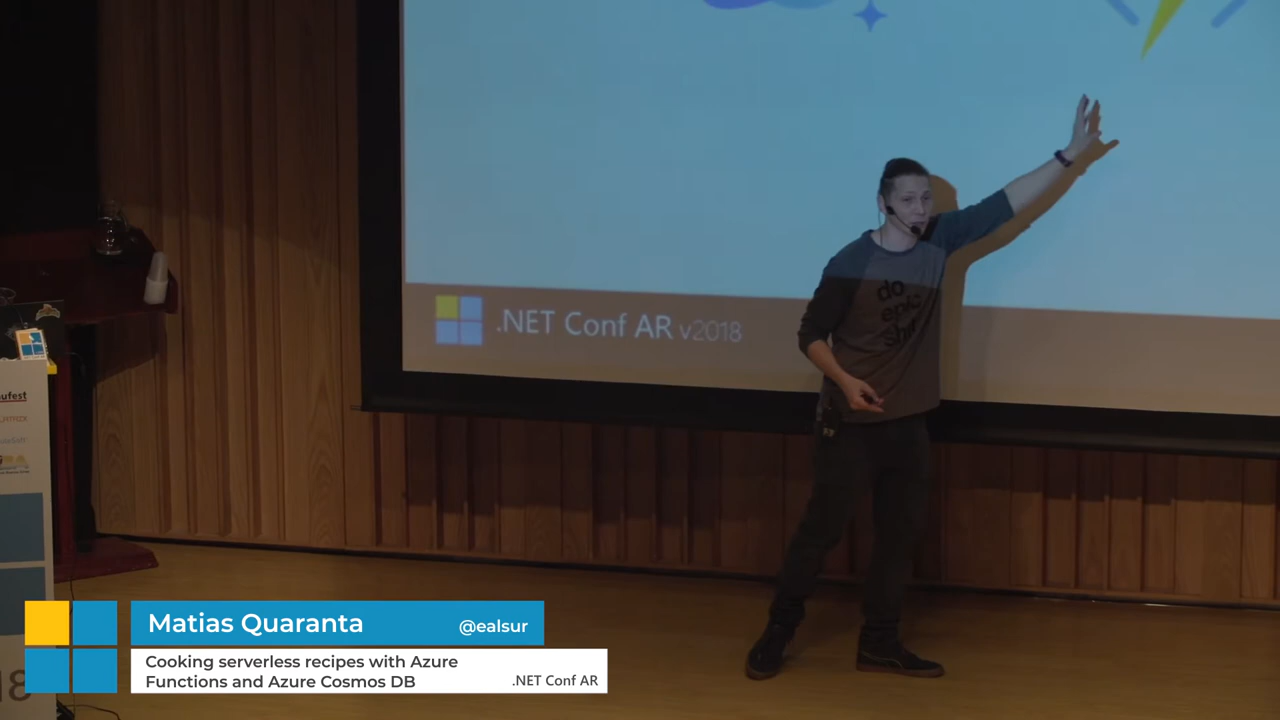 .NET Conf AR v2018
do
Matias Quaranta
@ealsur
Cooking serverless recipes with Azure
Functions and Azure Cosmos DB
.NET Conf AR